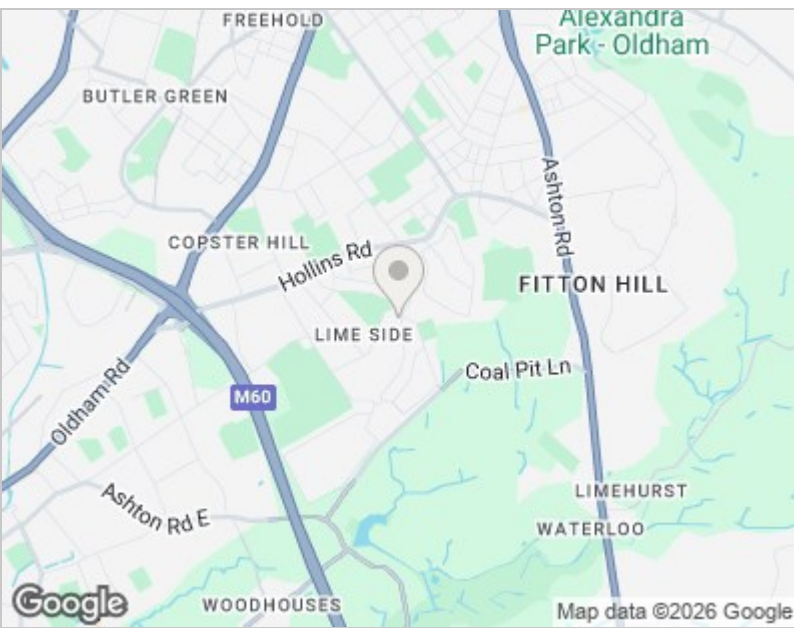 FREEHOLD
Alexandra
Park - Oldham
BUTLER GREEN
Ashton Rd
COPSTER HILL
Hollins Rd
FITTON HILL
LIME SIDE
Coal Pit Ln
M60
Oldham Rd
LIMEHURST
Ashton Rd E
WATERLOO
WOODHOUSES
Google
Map data ©2026 Google